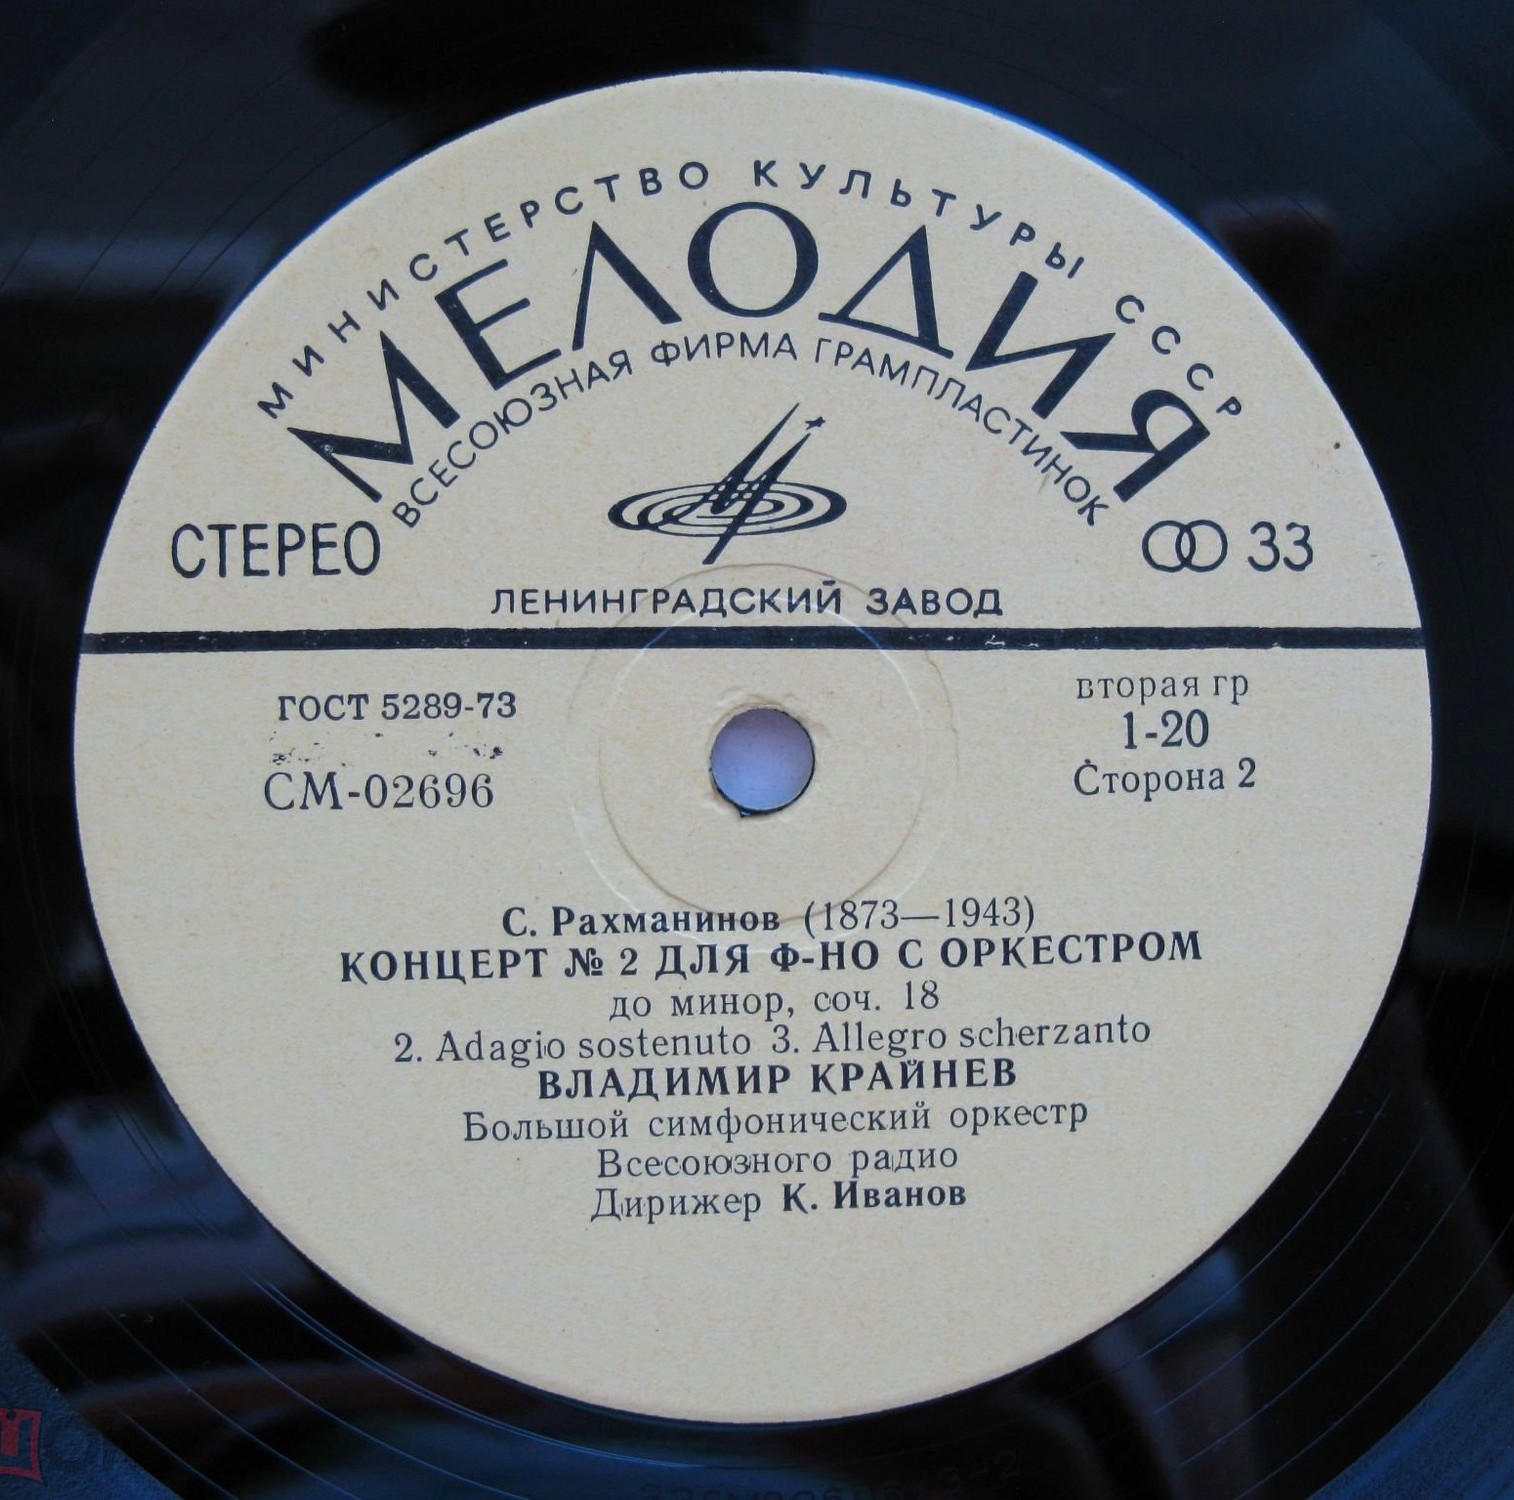 МИНИСТЕРСТВО КУЛЬТУРЫ СССР
МЕЛОДИЯ
ВСЕСОЮЗНАЯ ФИРМА ГРАМПЛАСТИНОК
СТЕРЕО
33
ЛЕНИНГРАДСКИЙ ЗАВОД
ГОСТ 5289-73
СМ-02696
вторая гр
1-20
Сторона 2
С. Рахманинов (1873—1943)
КОНЦЕРТ № 2 ДЛЯ Ф-НО С ОРКЕСТРОМ
до минор, соч. 18
2. Adagio sostenuto 3. Allegro scherzanto
ВЛАДИМИР КРАЙНЕВ
Большой симфонический оркестр
Всесоюзного радио
Дирижер К. Иванов